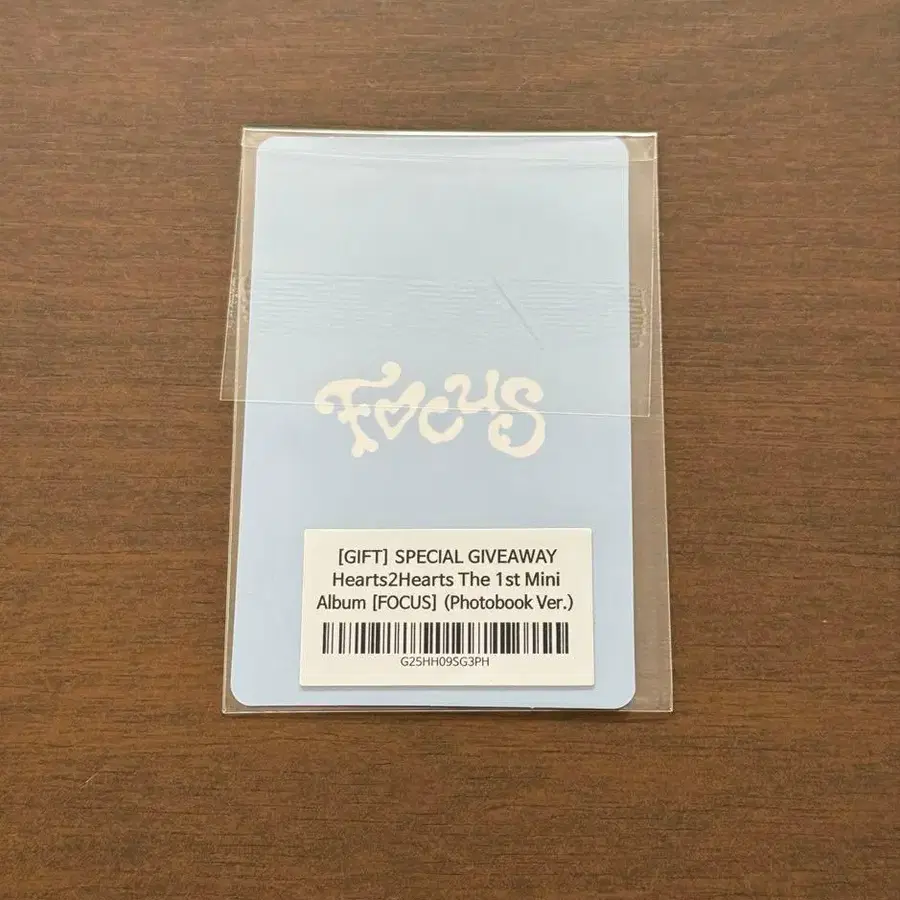 Focus
[GIFT] SPECIAL GIVEAWAY
Hearts2Hearts The 1st Mini
Album [FOCUS] (Photobook Ver.)
G25HH09SG3PH